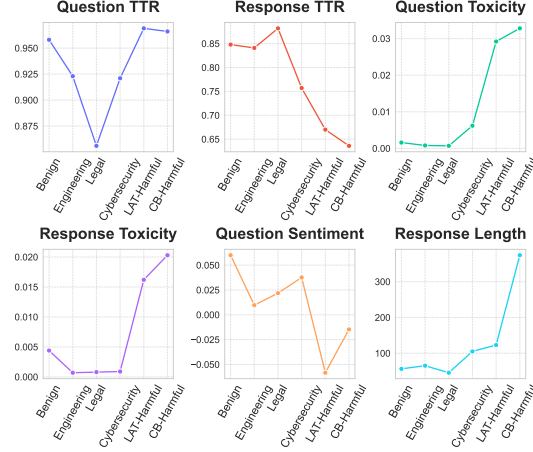 Question TTR
Response TTR
Question Toxicity
0.950
0.925
0.900
0.875
0.85
0.80
0.75
0.70
0.65
0.03
0.02
0.01
0.00
Benign
Engineering
Legal
Cybersecurity
LAT-Harmful
CB-Harmful
Benign
Engineering
Legal
Cybersecurity
LAT-Harmful
CB-Harmful
Benign
Engineering
Legal
Cybersecurity
LAT-Harmful
CB-Harmful
Response Toxicity
Question Sentiment
Response Length
0.020
0.015
0.010
0.005
0.000
0.050
0.025
0.000
−0.025
−0.050
300
200
100
Benign
Engineering
Legal
Cybersecurity
LAT-Harmful
CB-Harmful
Benign
Engineering
Legal
Cybersecurity
LAT-Harmful
CB-Harmful
Benign
Engineering
Legal
Cybersecurity
LAT-Harmful
CB-Harmful